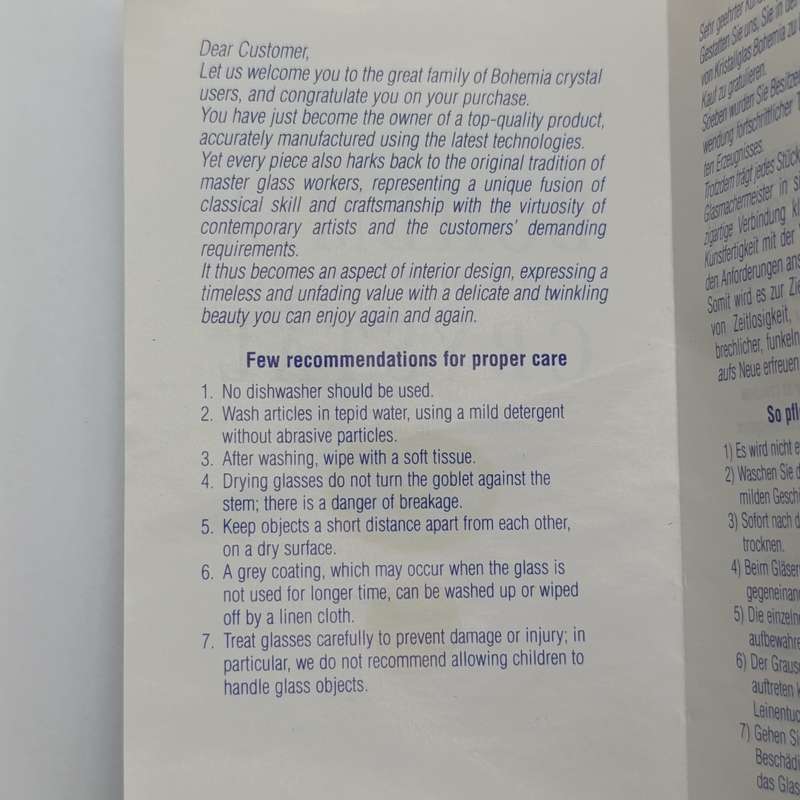 Dear Customer,
Let us welcome you to the great family of Bohemia crystal
users, and congratulate you on your purchase.
You have just become the owner of a top-quality product,
accurately manufactured using the latest technologies.
Yet every piece also harks back to the original tradition of
master glass workers, representing a unique fusion of
classical skill and craftsmanship with the virtuosity of
contemporary artists and the customers' demanding
requirements.
It thus becomes an aspect of interior design, expressing a
timeless and unfading value with a delicate and twinkling
beauty you can enjoy again and again.
Few recommendations for proper care
1. No dishwasher should be used.
2. Wash articles in tepid water, using a mild detergent
without abrasive particles.
3. After washing, wipe with a soft tissue.
4. Drying glasses do not turn the goblet against the
stem; there is a danger of breakage.
5. Keep objects a short distance apart from each other,
on a dry surface.
6. A grey coating, which may occur when the glass is
not used for longer time, can be washed up or wiped
off by a linen cloth.
7. Treat glasses carefully to prevent damage or injury; in
particular, we do not recommend allowing children to
handle glass objects.
Sehr geehrter
Gestatten Sie uns, Sie in der
von Kristallglas Bohemia zu
Kauf zu gratulieren.
Soeben wurden Sie Besitze
wendung fortschrittlicher
ten Erzeugnisses.
Trotzdem trägt jedes Stück
Glasmachermeister in
zigartige Verbindung
Kunstfertigkeit mit der
den Anforderungen
Somit wird es zur
von Zeitlosigkeit,
brechlicher, funkeln
aufs Neue erfreuen
So
1) Es wird nicht
2) Waschen Sie
milden
3) Sofort nach
trocknen.
4) Beim
gegeneinan
5) Die einzeln
aufbewahre
6) Der
auftreten
Leinentuc
7) Gehen Si
Beschädi
das Glas